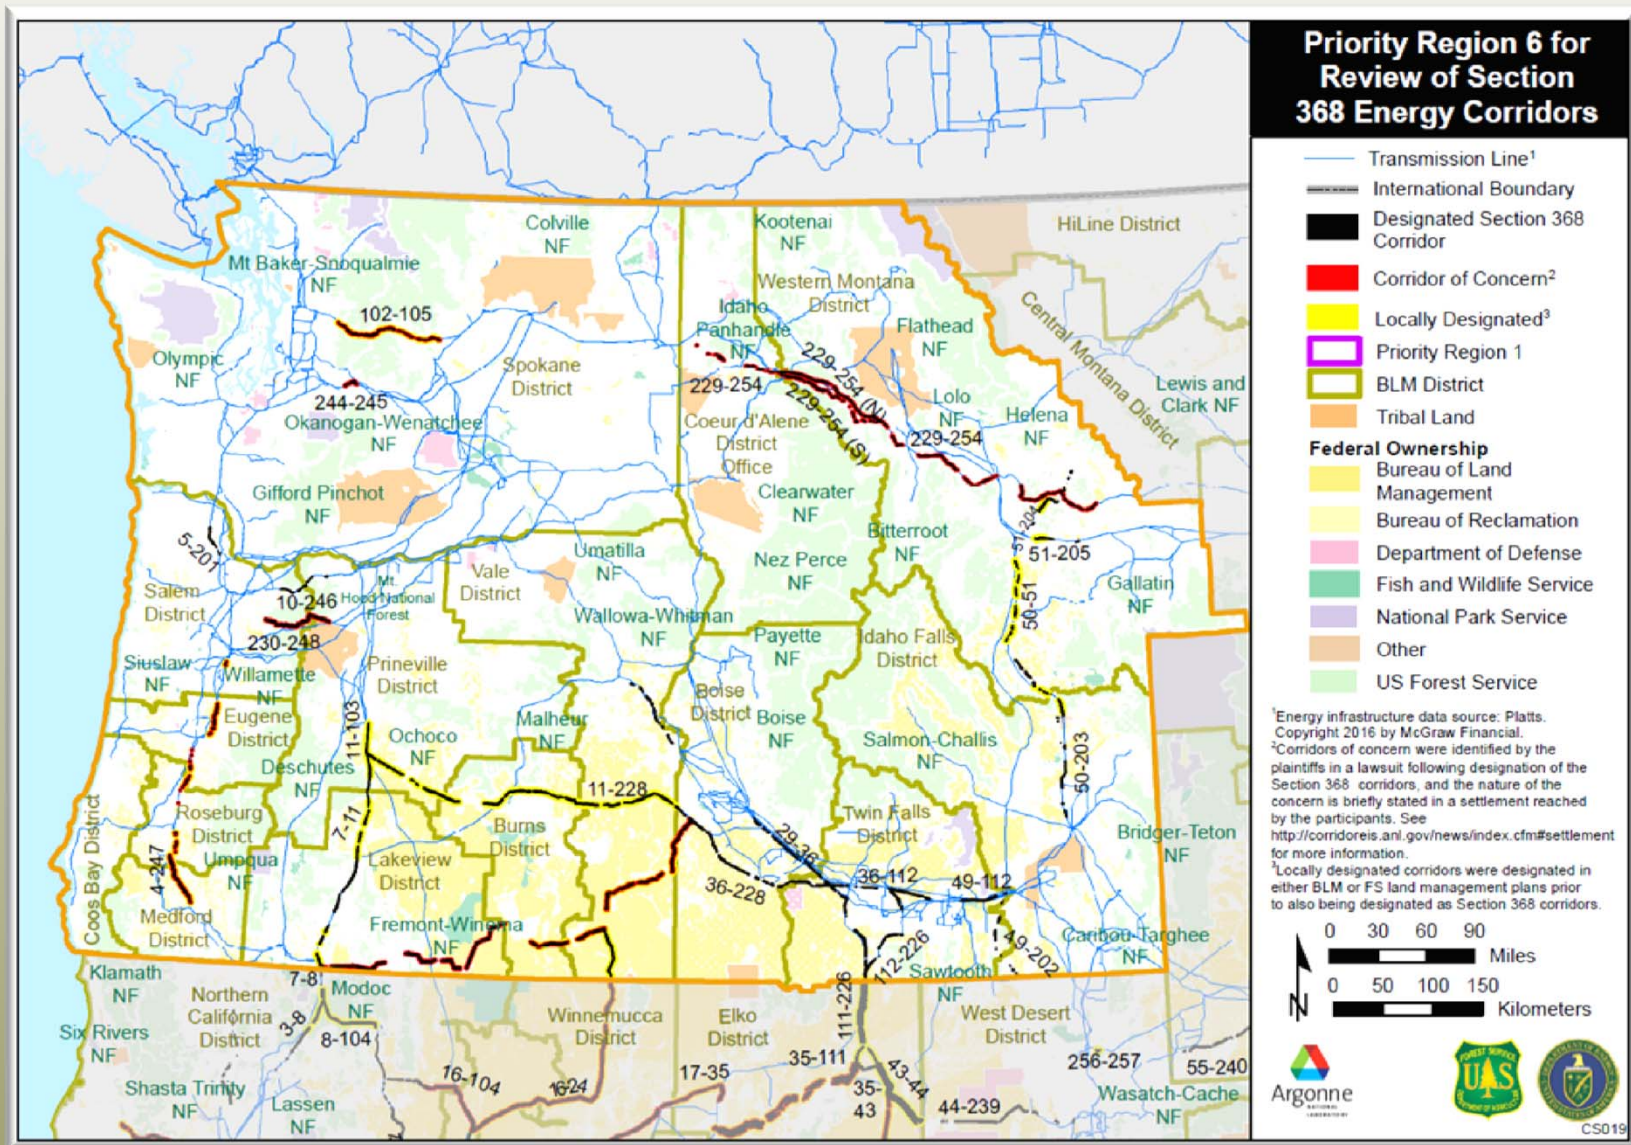 Priority Region 6 for
Review of Section
368 Energy Corridors
Transmission Line¹
International Boundary
Designated Section 368
Corridor
Corridor of Concern²
Locally Designated³
Priority Region 1
BLM District
Tribal Land
Federal Ownership
Bureau of Land
Management
Bureau of Reclamation
Department of Defense
Fish and Wildlife Service
National Park Service
Other
US Forest Service
¹Energy infrastructure data source: Platts.
Copyright 2016 by McGraw Financial.
²Corridors of concern were identified by the
plaintiffs in a lawsuit following designation of the
Section 368 corridors, and the nature of the
concern is briefly stated in a settlement reached
by the participants. See
http://corridoreis.anl.gov/news/index.cfm#settlement
for more information.
³Locally designated corridors were designated in
either BLM or FS land management plans prior
to also being designated as Section 368 corridors.
0 30 60 90
Miles
0 50 100 150
Kilometers
N
Argonne
NATIONAL
LABORATORY
FOREST SERVICE
UAS
DEPARTMENT OF AGRICULTURE
CS019
Colville
NF
Kootenai
NF
HiLine District
Mt Baker-Snoqualmie
NF
Western Montana
District
Central Montana District
102-105
Idaho
Panhandle
NF
Flathead
NF
Olympic
NF
Spokane
District
229-254 (N)
229-254
229-254 (S)
Lolo
NF
Lewis and
Clark NF
244-245
Okanogan-Wenatchee
NF
Coeur d'Alene
District
Office
Helena
NF
229-254
Gifford Pinchot
NF
Clearwater
NF
Bitterroot
NF
5-201
51-204
51-205
Umatilla
NF
Nez Perce
NF
Vale
District
Mt.
Hood National
Forest
Salem
District
10-246
Gallatin
NF
50-51
230-248
Wallowa-Whitman
NF
Payette
NF
Idaho Falls
District
Siuslaw
NF
Willamette
NF
Prineville
District
Boise
District
Eugene
District
11-103
Ochoco
NF
Malheur
NF
Boise
NF
Salmon-Challis
NF
50-203
Deschutes
NF
11-228
Coos Bay District
Roseburg
District
7-11
Burns
District
Twin Falls
District
29-36
Bridger-Teton
NF
Umpqua
NF
Lakeview
District
4-247
36-228
36-112
49-112
Medford
District
Fremont-Winema
NF
112-226
49-202
Caribou-Targhee
NF
Sawtooth
NF
Klamath
NF
7-8
Modoc
NF
Northern
California
District
3-8
8-104
Winnemucca
District
Elko
District
111-226
West Desert
District
Six Rivers
NF
Shasta Trinity
NF
Lassen
NF
16-104
16-24
17-35
35-111
35-
43
43-44
44-239
256-257
55-240
Wasatch-Cache
NF